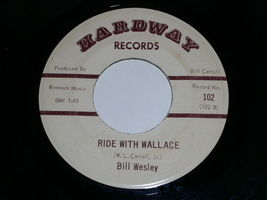 HARDWAY
RECORDS
Produced By
Bill Carroll
Rimrock Music
BMI 1:43
Record No.
102
(102 B)
RIDE WITH WALLACE
(W. L. Carroll, Jr.)
Bill Wesley